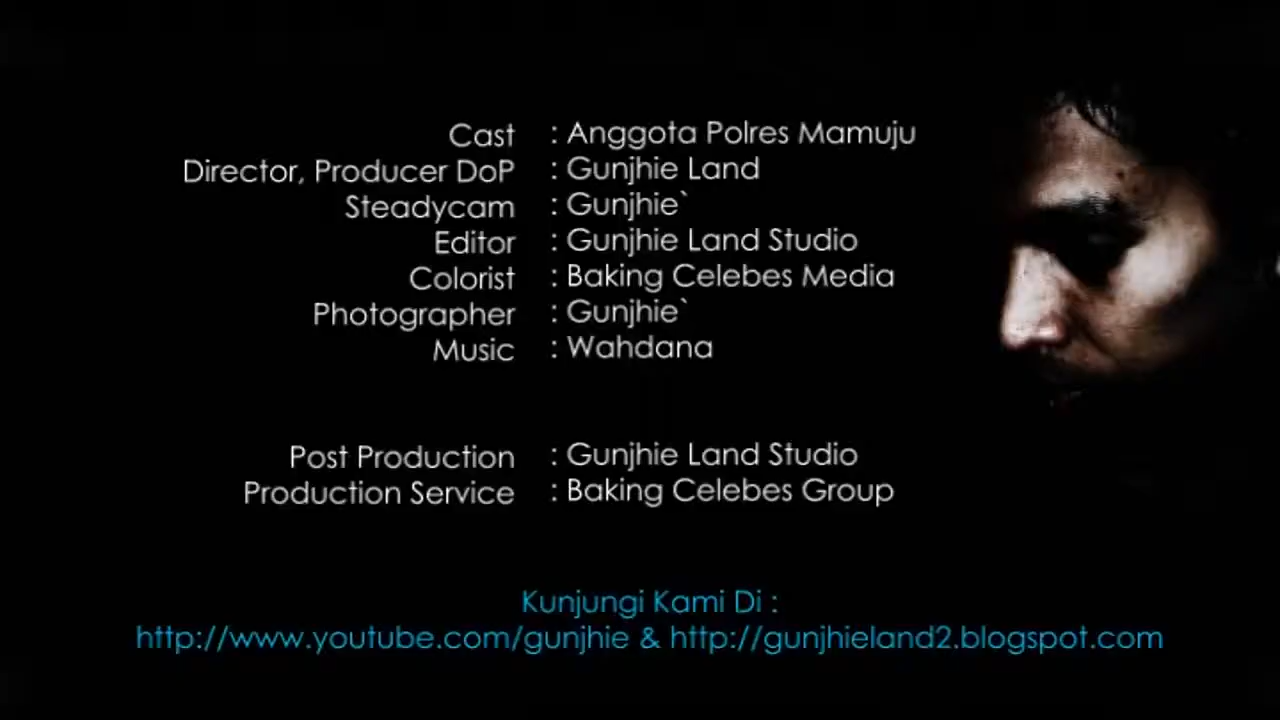 Cast : Anggota Polres Mamuju
Director, Producer DoP : Gunjhie Land
Steadycam : Gunjhie`
Editor : Gunjhie Land Studio
Colorist : Baking Celebes Media
Photographer : Gunjhie`
Music : Wahdana
Post Production : Gunjhie Land Studio
Production Service : Baking Celebes Group
Kunjungi Kami Di :
http://www.youtube.com/gunjhie & http://gunjhieland2.blogspot.com